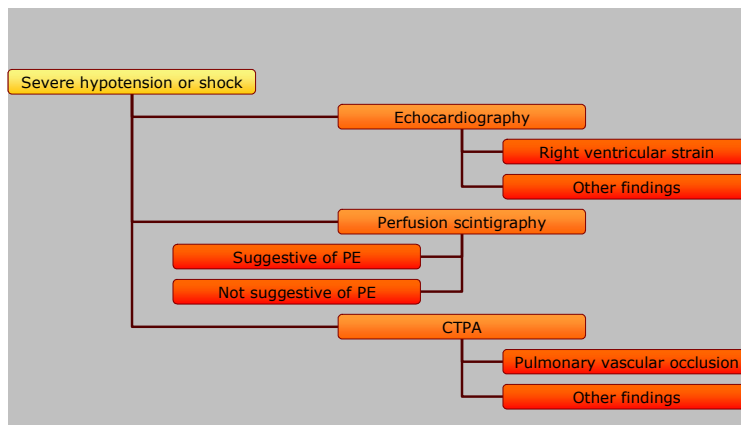 Severe hypotension or shock
Echocardiography
Right ventricular strain
Other findings
Perfusion scintigraphy
Suggestive of PE
Not suggestive of PE
CTPA
Pulmonary vascular occlusion
Other findings